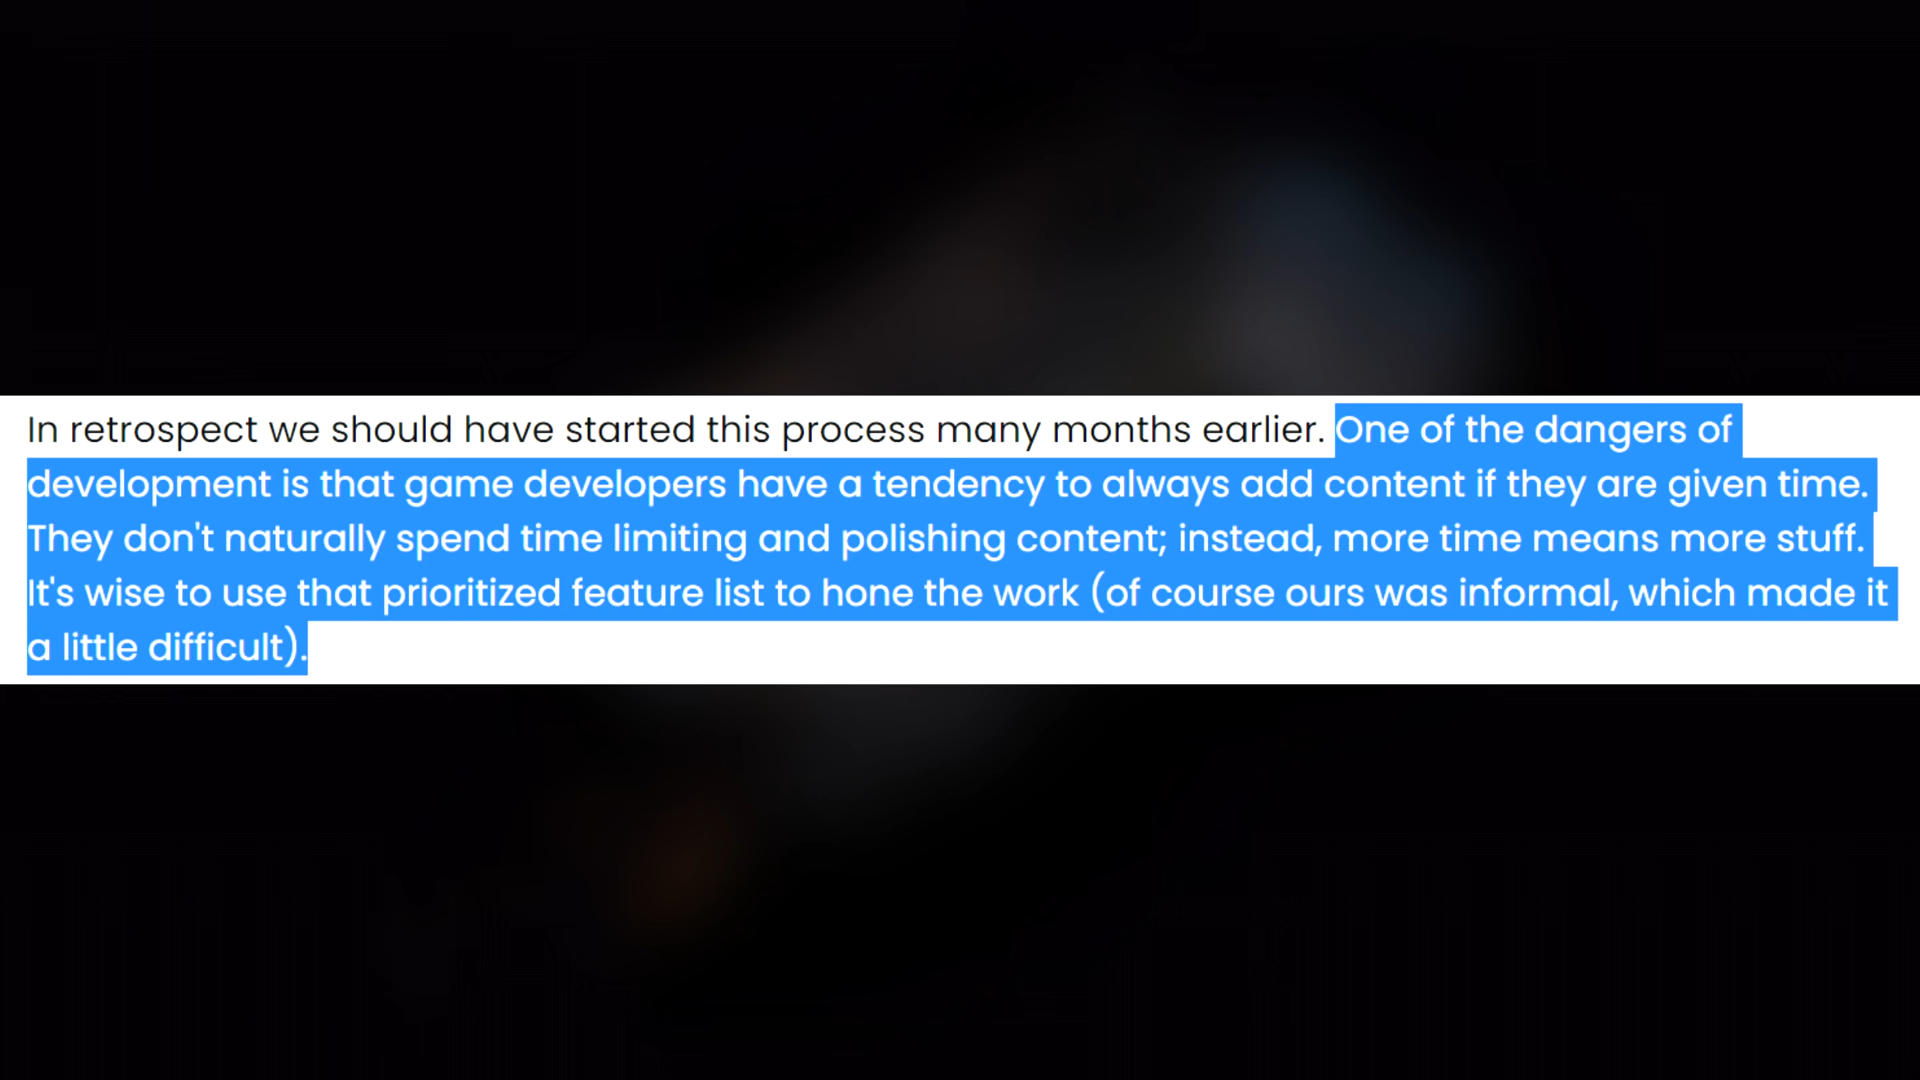 In retrospect we should have started this process many months earlier. One of the dangers of
development is that game developers have a tendency to always add content if they are given time.
They don't naturally spend time limiting and polishing content; instead, more time means more stuff.
It's wise to use that prioritized feature list to hone the work (of course ours was informal, which made it
a little difficult).